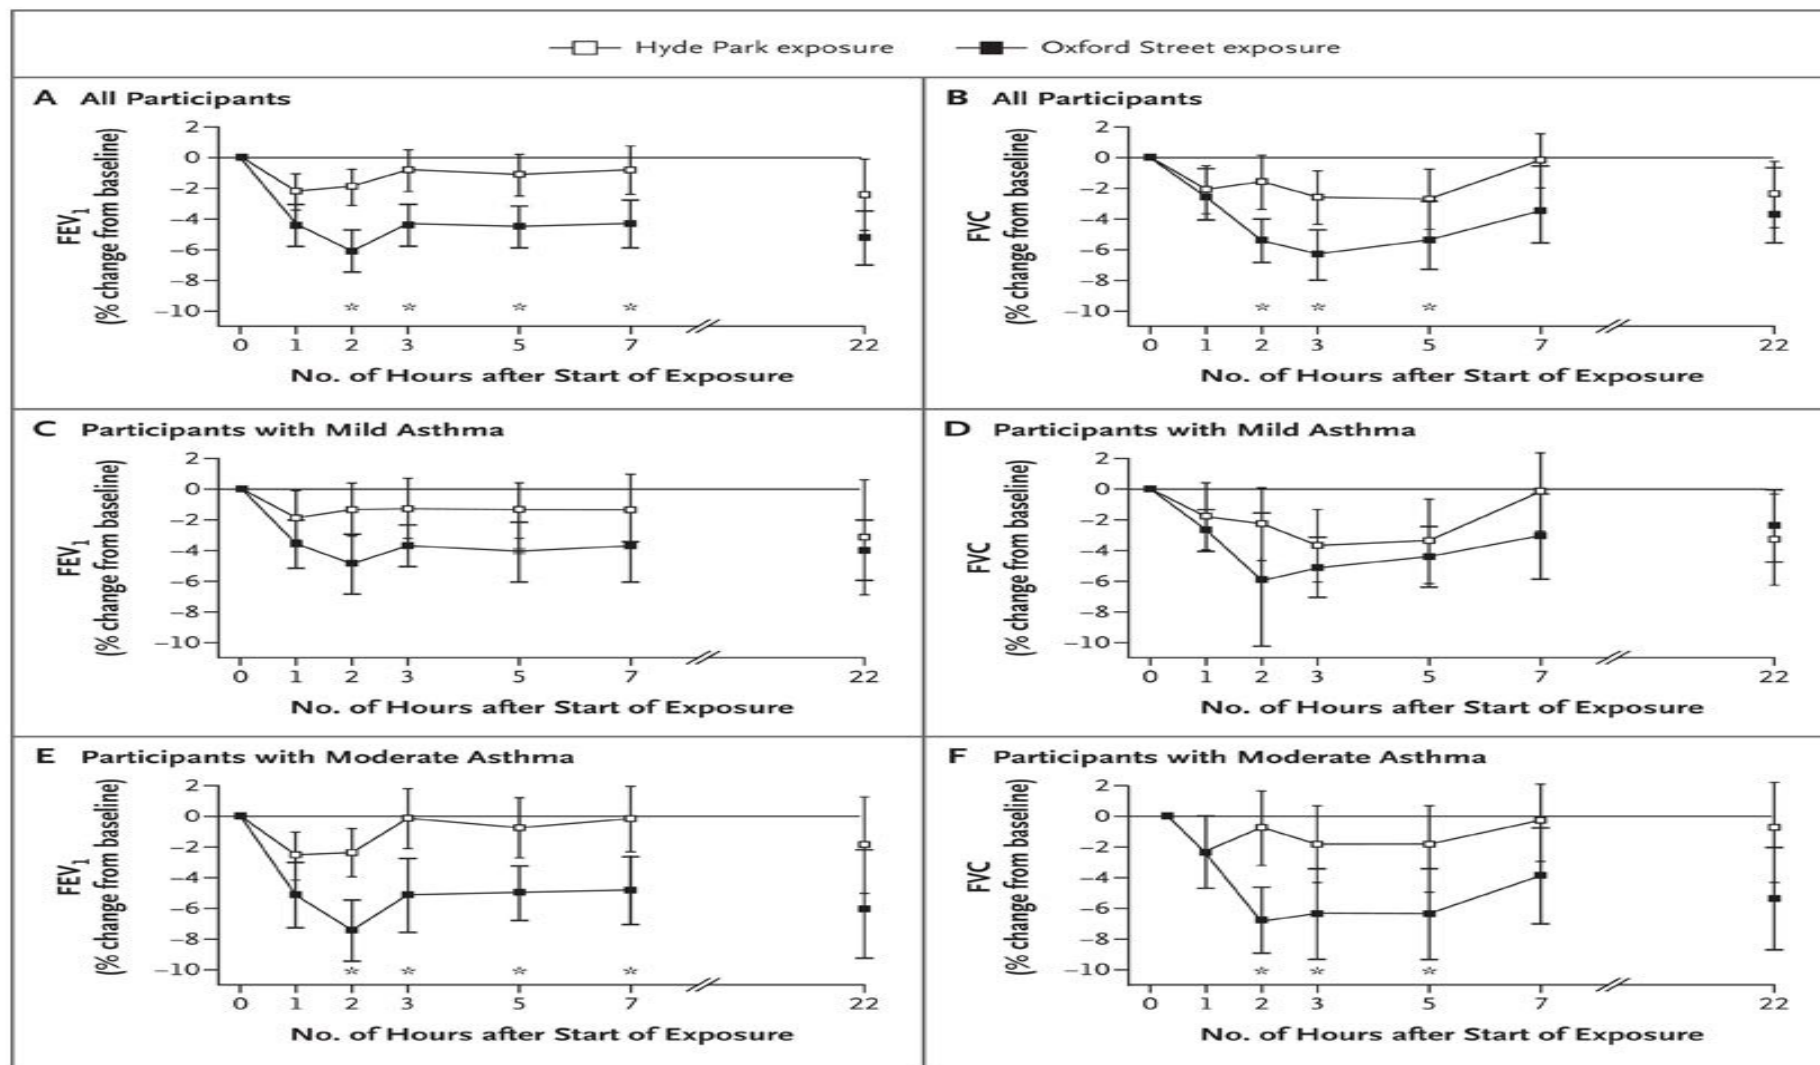 Hyde Park exposure Oxford Street exposure
A All Participants
FEV1
(% change from baseline)
2
0
−2
−4
−6
−8
−10
* * * *
0 1 2 3 5 7 22
No. of Hours after Start of Exposure
B All Participants
FVC
(% change from baseline)
2
0
−2
−4
−6
−8
−10
* * *
0 1 2 3 5 7 22
No. of Hours after Start of Exposure
C Participants with Mild Asthma
FEV1
(% change from baseline)
2
0
−2
−4
−6
−8
−10
0 1 2 3 5 7 22
No. of Hours after Start of Exposure
D Participants with Mild Asthma
FVC
(% change from baseline)
2
0
−2
−4
−6
−8
−10
0 1 2 3 5 7 22
No. of Hours after Start of Exposure
E Participants with Moderate Asthma
FEV1
(% change from baseline)
2
0
−2
−4
−6
−8
−10
* * * *
0 1 2 3 5 7 22
No. of Hours after Start of Exposure
F Participants with Moderate Asthma
FVC
(% change from baseline)
2
0
−2
−4
−6
−8
−10
* * *
0 1 2 3 5 7 22
No. of Hours after Start of Exposure